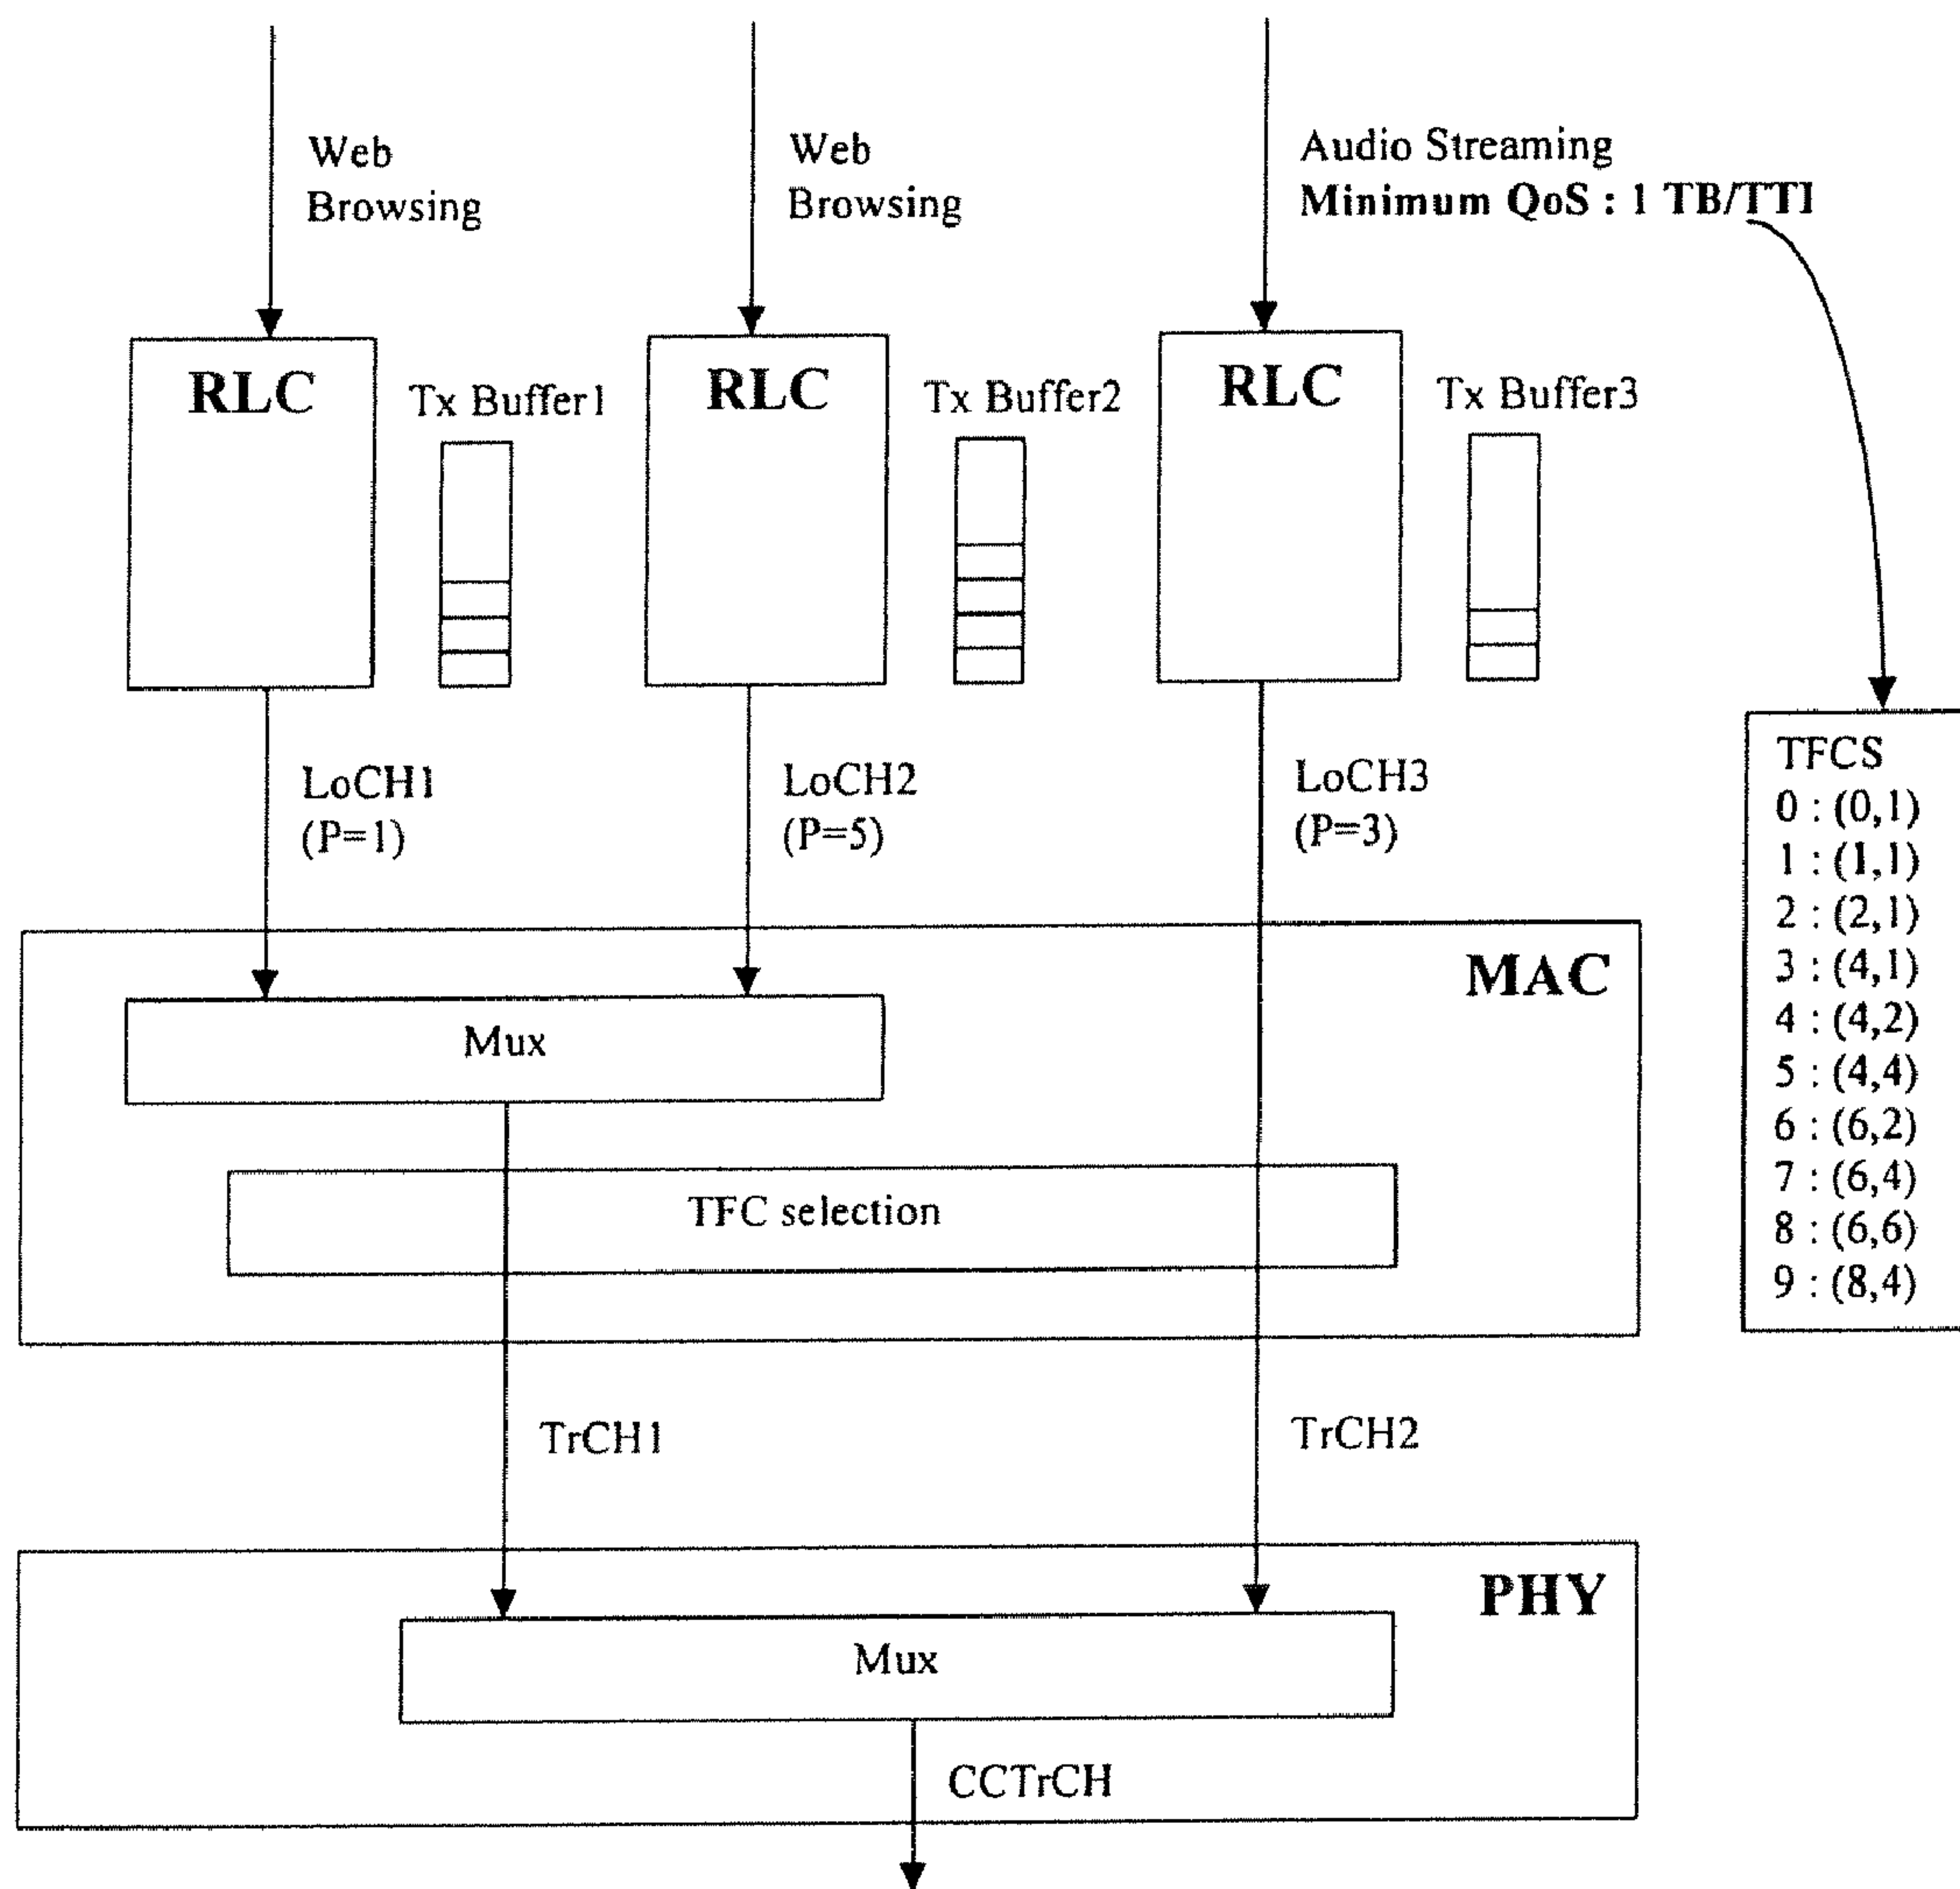 Web
Browsing
Web
Browsing
Audio Streaming
Minimum QoS : 1 TB/TTI
RLC
Tx Buffer1
RLC
Tx Buffer2
RLC
Tx Buffer3
LoCH1
(P=1)
LoCH2
(P=5)
LoCH3
(P=3)
TFCS
0 : (0,1)
1 : (1,1)
2 : (2,1)
3 : (4,1)
4 : (4,2)
5 : (4,4)
6 : (6,2)
7 : (6,4)
8 : (6,6)
9 : (8,4)
MAC
Mux
TFC selection
TrCH1
TrCH2
PHY
Mux
CCTrCH